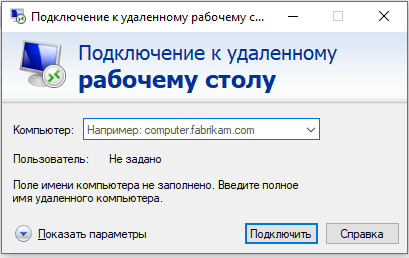 Подключение к удаленному рабочему с...
Подключение к удаленному
рабочему столу
Компьютер: Например: computer.fabrikam.com
Пользователь: Не задано
Поле имени компьютера не заполнено. Введите полное
имя удаленного компьютера.
Показать параметры Подключить Справка